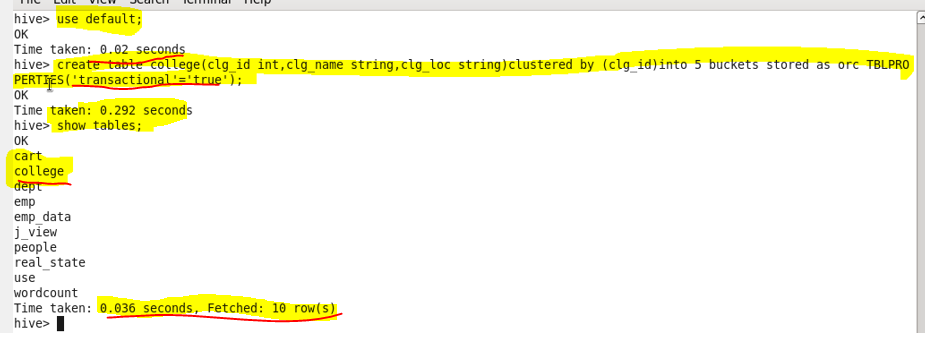 File Edit View Search Terminal Help
hive> use default;
OK
Time taken: 0.02 seconds
hive> create table college(clg_id int,clg_name string,clg_loc string)clustered by (clg_id)into 5 buckets stored as orc TBLPRO
PERTIES('transactional'='true');
OK
Time taken: 0.292 seconds
hive> show tables;
OK
cart
college
dept
emp
emp_data
j_view
people
real_state
use
wordcount
Time taken: 0.036 seconds, Fetched: 10 row(s)
hive>